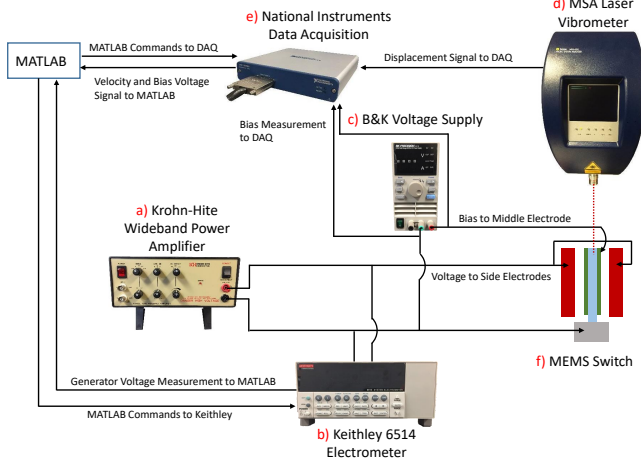 d) MSA Laser
Vibrometer
e) National Instruments
Data Acquisition
MATLAB Commands to DAQ
MATLAB
Displacement Signal to DAQ
Velocity and Bias Voltage
Signal to MATLAB
Bias Measurement
to DAQ
c) B&K Voltage Supply
a) Krohn-Hite
Wideband Power
Amplifier
Bias to Middle Electrode
Voltage to Side Electrodes
f) MEMS Switch
Generator Voltage Measurement to MATLAB
MATLAB Commands to Keithley
b) Keithley 6514
Electrometer